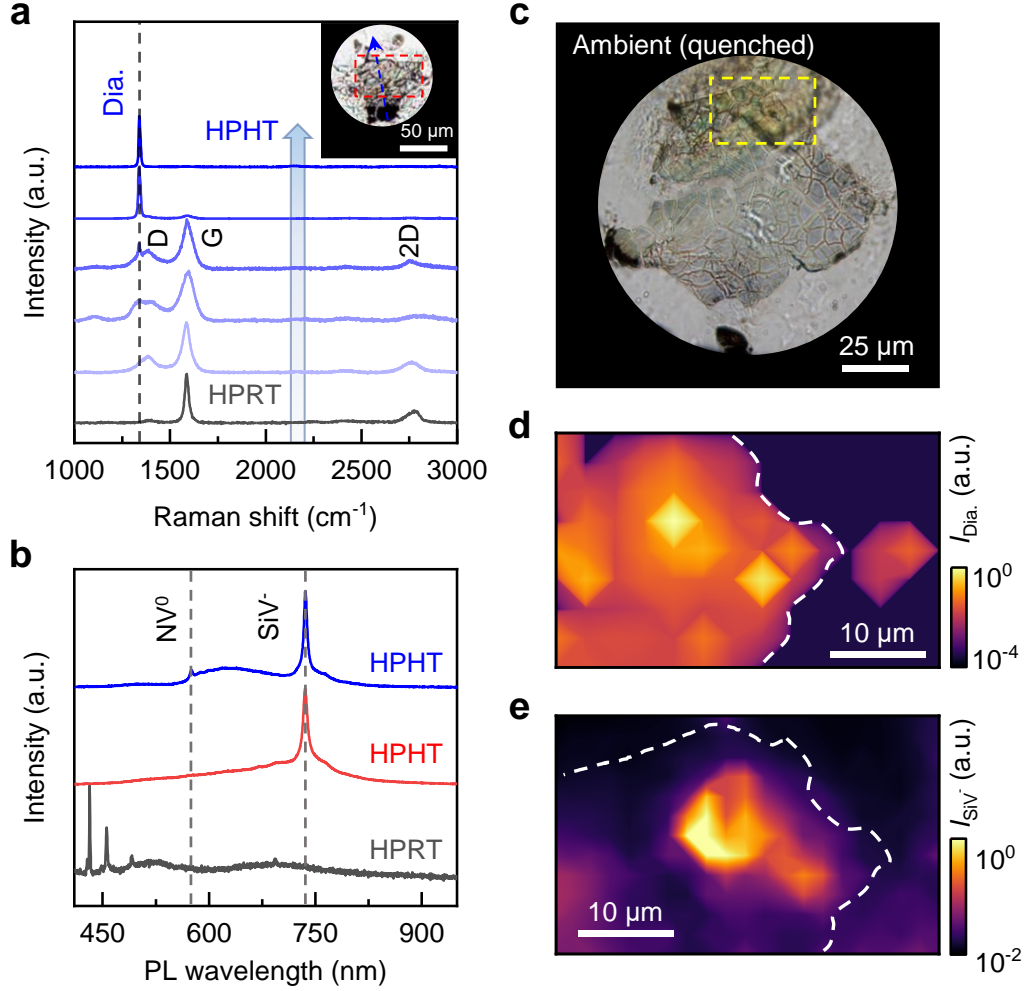 a
Intensity (a.u.)
Dia.
HPHT
50 µm
D
G
2D
HPRT
1000 1500 2000 2500 3000
Raman shift (cm⁻¹)
b
Intensity (a.u.)
NV⁰
SiV⁻
HPHT
HPHT
HPRT
450 600 750 900
PL wavelength (nm)
c
Ambient (quenched)
25 µm
d
10 µm
I_Dia. (a.u.)
10⁰
10⁻⁴
e
10 µm
I_SiV⁻ (a.u.)
10⁰
10⁻²